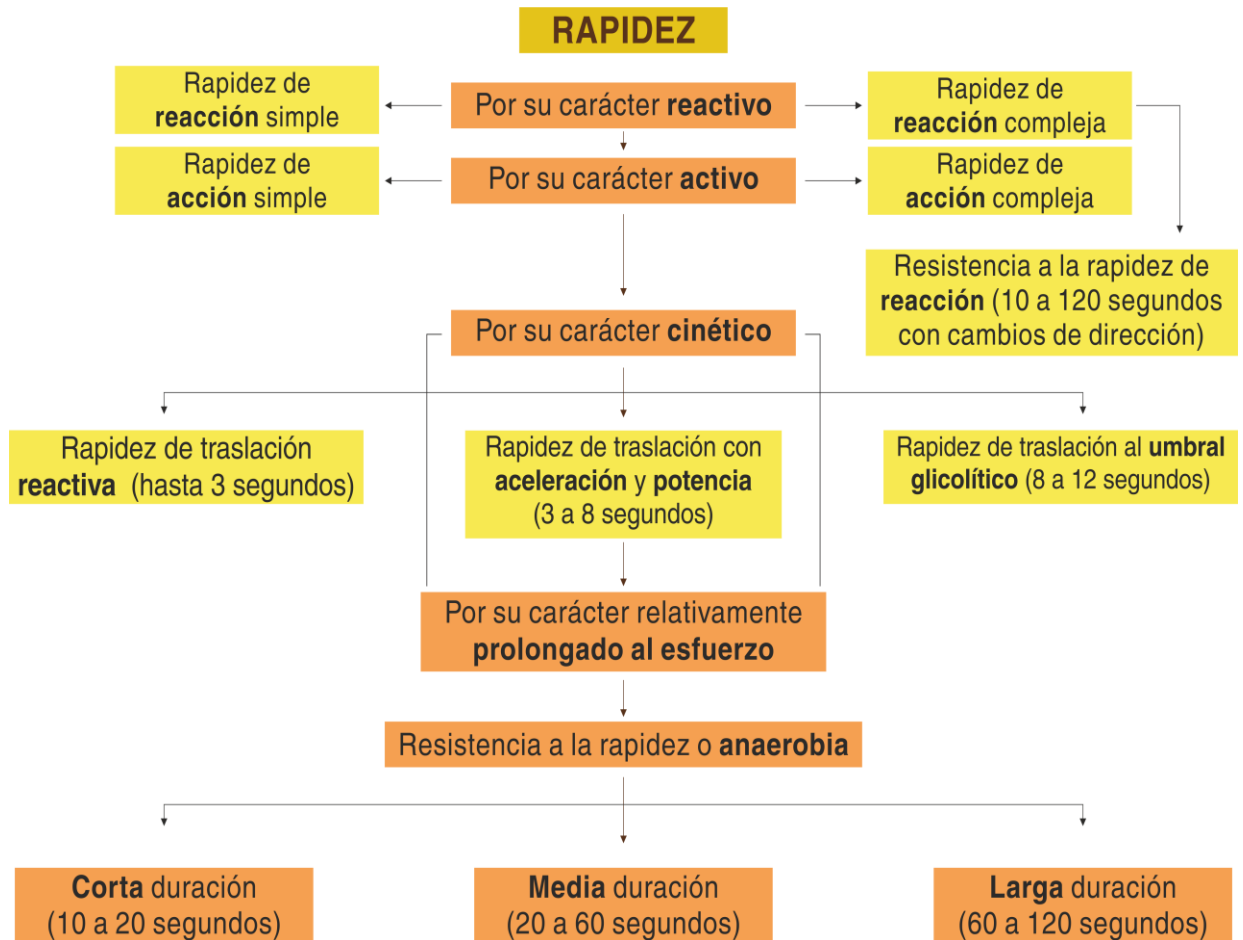 RAPIDEZ
Rapidez de
reacción simple
Por su carácter reactivo
Rapidez de
reacción compleja
Rapidez de
acción simple
Por su carácter activo
Rapidez de
acción compleja
Resistencia a la rapidez de
reacción (10 a 120 segundos
con cambios de dirección)
Por su carácter cinético
Rapidez de traslación
reactiva (hasta 3 segundos)
Rapidez de traslación con
aceleración y potencia
(3 a 8 segundos)
Rapidez de traslación al umbral
glicolítico (8 a 12 segundos)
Por su carácter relativamente
prolongado al esfuerzo
Resistencia a la rapidez o anaerobia
Corta duración
(10 a 20 segundos)
Media duración
(20 a 60 segundos)
Larga duración
(60 a 120 segundos)